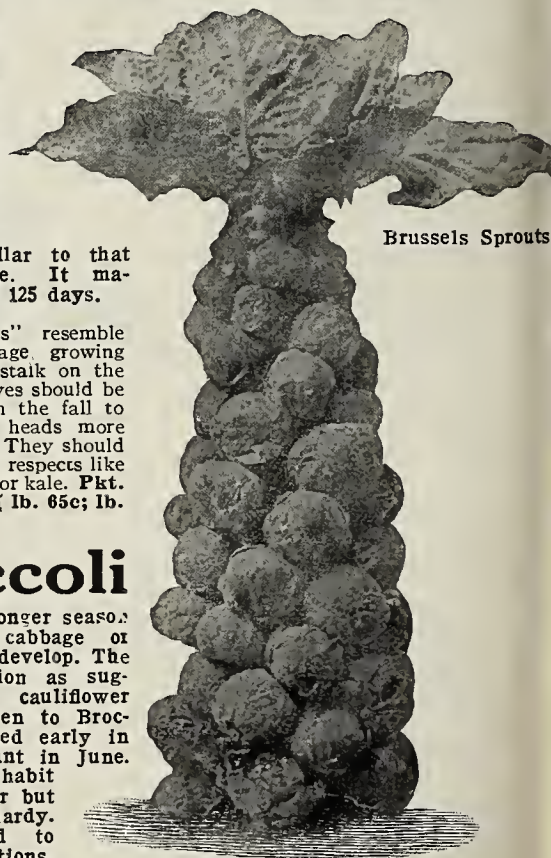 Brussels Sprouts
llar to that
e. It ma-
125 days.
s" resemble
age growing
stalk on the
ves should be
n the fall to
heads more
They should
respects like
or kale. Pkt.
lb. 65c; lb.
ccoli
onger season
cabbage or
develop. The
ion as sug-
cauliflower
en to Broc-
ed early in
nt in June.
habit
r but
ardy.
d to
tions.